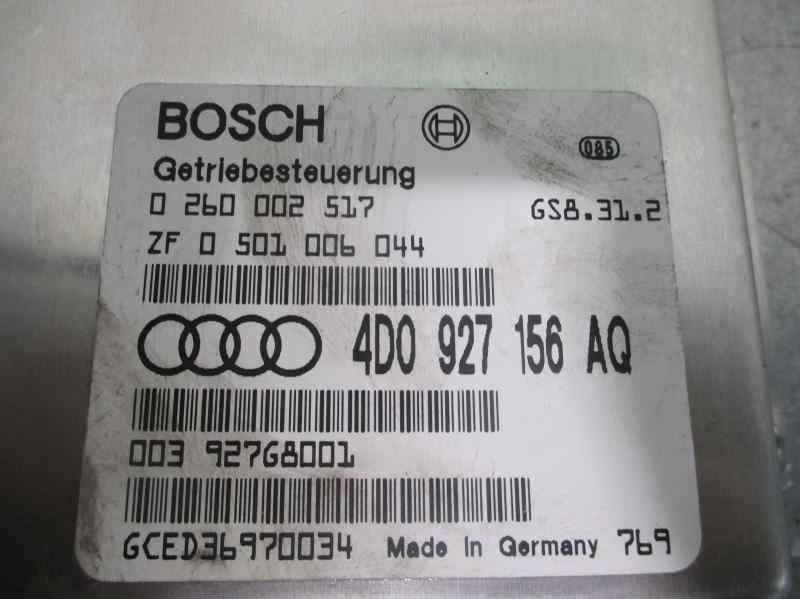 BOSCH
085
Getriebesteuerung
0 260 002 517 GS8.31.2
ZF 0 501 006 044
4D0 927 156 AQ
003 927G8001
GCED36970034 Made in Germany 769